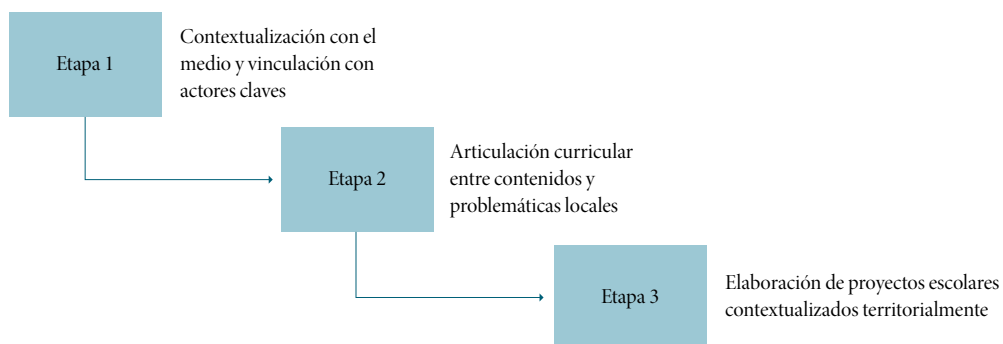 Etapa 1
Contextualización con el
medio y vinculación con
actores claves
Etapa 2
Articulación curricular
entre contenidos y
problemáticas locales
Etapa 3
Elaboración de proyectos escolares
contextualizados territorialmente